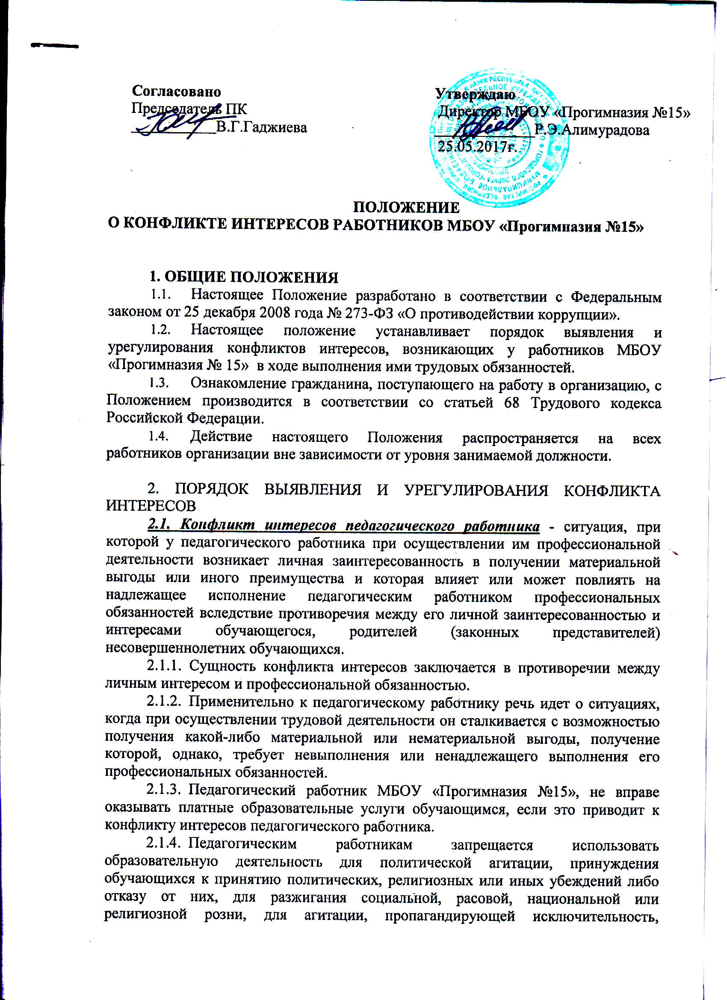 Согласовано
Председатель ПК
___________В.Г.Гаджиева
Утверждаю
Директор МБОУ «Прогимназия №15»
_____________Р.Э.Алимурадова
25.05.2017г.
ПОЛОЖЕНИЕ
О КОНФЛИКТЕ ИНТЕРЕСОВ РАБОТНИКОВ МБОУ «Прогимназия №15»
1. ОБЩИЕ ПОЛОЖЕНИЯ
1.1. Настоящее Положение разработано в соответствии с Федеральным
законом от 25 декабря 2008 года № 273-ФЗ «О противодействии коррупции».
1.2. Настоящее положение устанавливает порядок выявления и
урегулирования конфликтов интересов, возникающих у работников МБОУ
«Прогимназия № 15» в ходе выполнения ими трудовых обязанностей.
1.3. Ознакомление гражданина, поступающего на работу в организацию, с
Положением производится в соответствии со статьей 68 Трудового кодекса
Российской Федерации.
1.4. Действие настоящего Положения распространяется на всех
работников организации вне зависимости от уровня занимаемой должности.
2. ПОРЯДОК ВЫЯВЛЕНИЯ И УРЕГУЛИРОВАНИЯ КОНФЛИКТА
ИНТЕРЕСОВ
2.1. Конфликт интересов педагогического работника - ситуация, при
которой у педагогического работника при осуществлении им профессиональной
деятельности возникает личная заинтересованность в получении материальной
выгоды или иного преимущества и которая влияет или может повлиять на
надлежащее исполнение педагогическим работником профессиональных
обязанностей вследствие противоречия между его личной заинтересованностью и
интересами обучающегося, родителей (законных представителей)
несовершеннолетних обучающихся.
2.1.1. Сущность конфликта интересов заключается в противоречии между
личным интересом и профессиональной обязанностью.
2.1.2. Применительно к педагогическому работнику речь идет о ситуациях,
когда при осуществлении трудовой деятельности он сталкивается с возможностью
получения какой-либо материальной или нематериальной выгоды, получение
которой, однако, требует невыполнения или ненадлежащего выполнения его
профессиональных обязанностей.
2.1.3. Педагогический работник МБОУ «Прогимназия №15», не вправе
оказывать платные образовательные услуги обучающимся, если это приводит к
конфликту интересов педагогического работника.
2.1.4. Педагогическим работникам запрещается использовать
образовательную деятельность для политической агитации, принуждения
обучающихся к принятию политических, религиозных или иных убеждений либо
отказу от них, для разжигания социальной, расовой, национальной или
религиозной розни, для агитации, пропагандирующей исключительность,